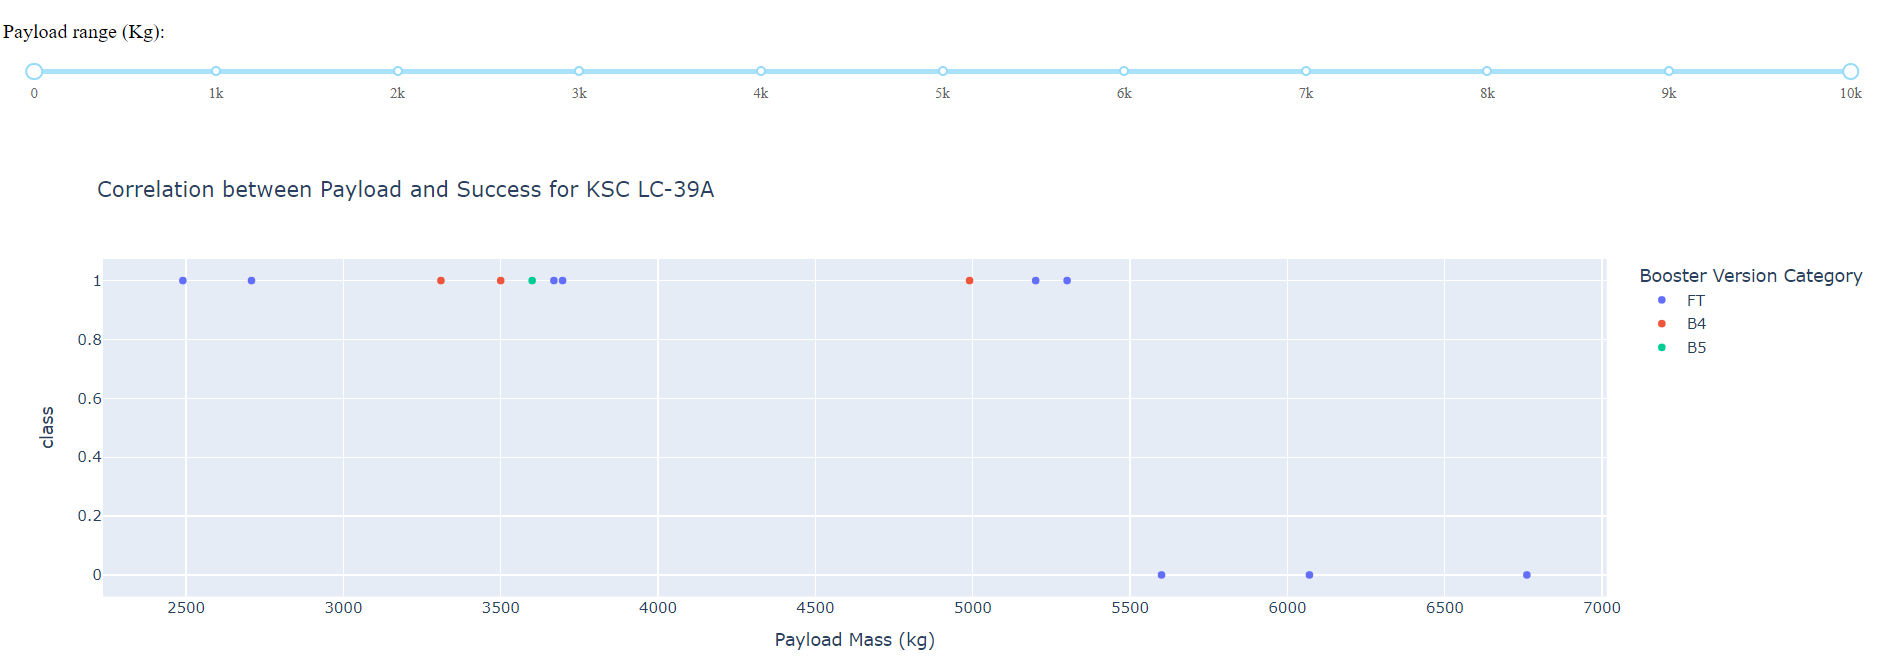 Payload range (Kg):
0 1k 2k 3k 4k 5k 6k 7k 8k 9k 10k
Correlation between Payload and Success for KSC LC-39A
Booster Version Category
FT
B4
B5
1
0.8
0.6
0.4
0.2
0
class
2500 3000 3500 4000 4500 5000 5500 6000 6500 7000
Payload Mass (kg)